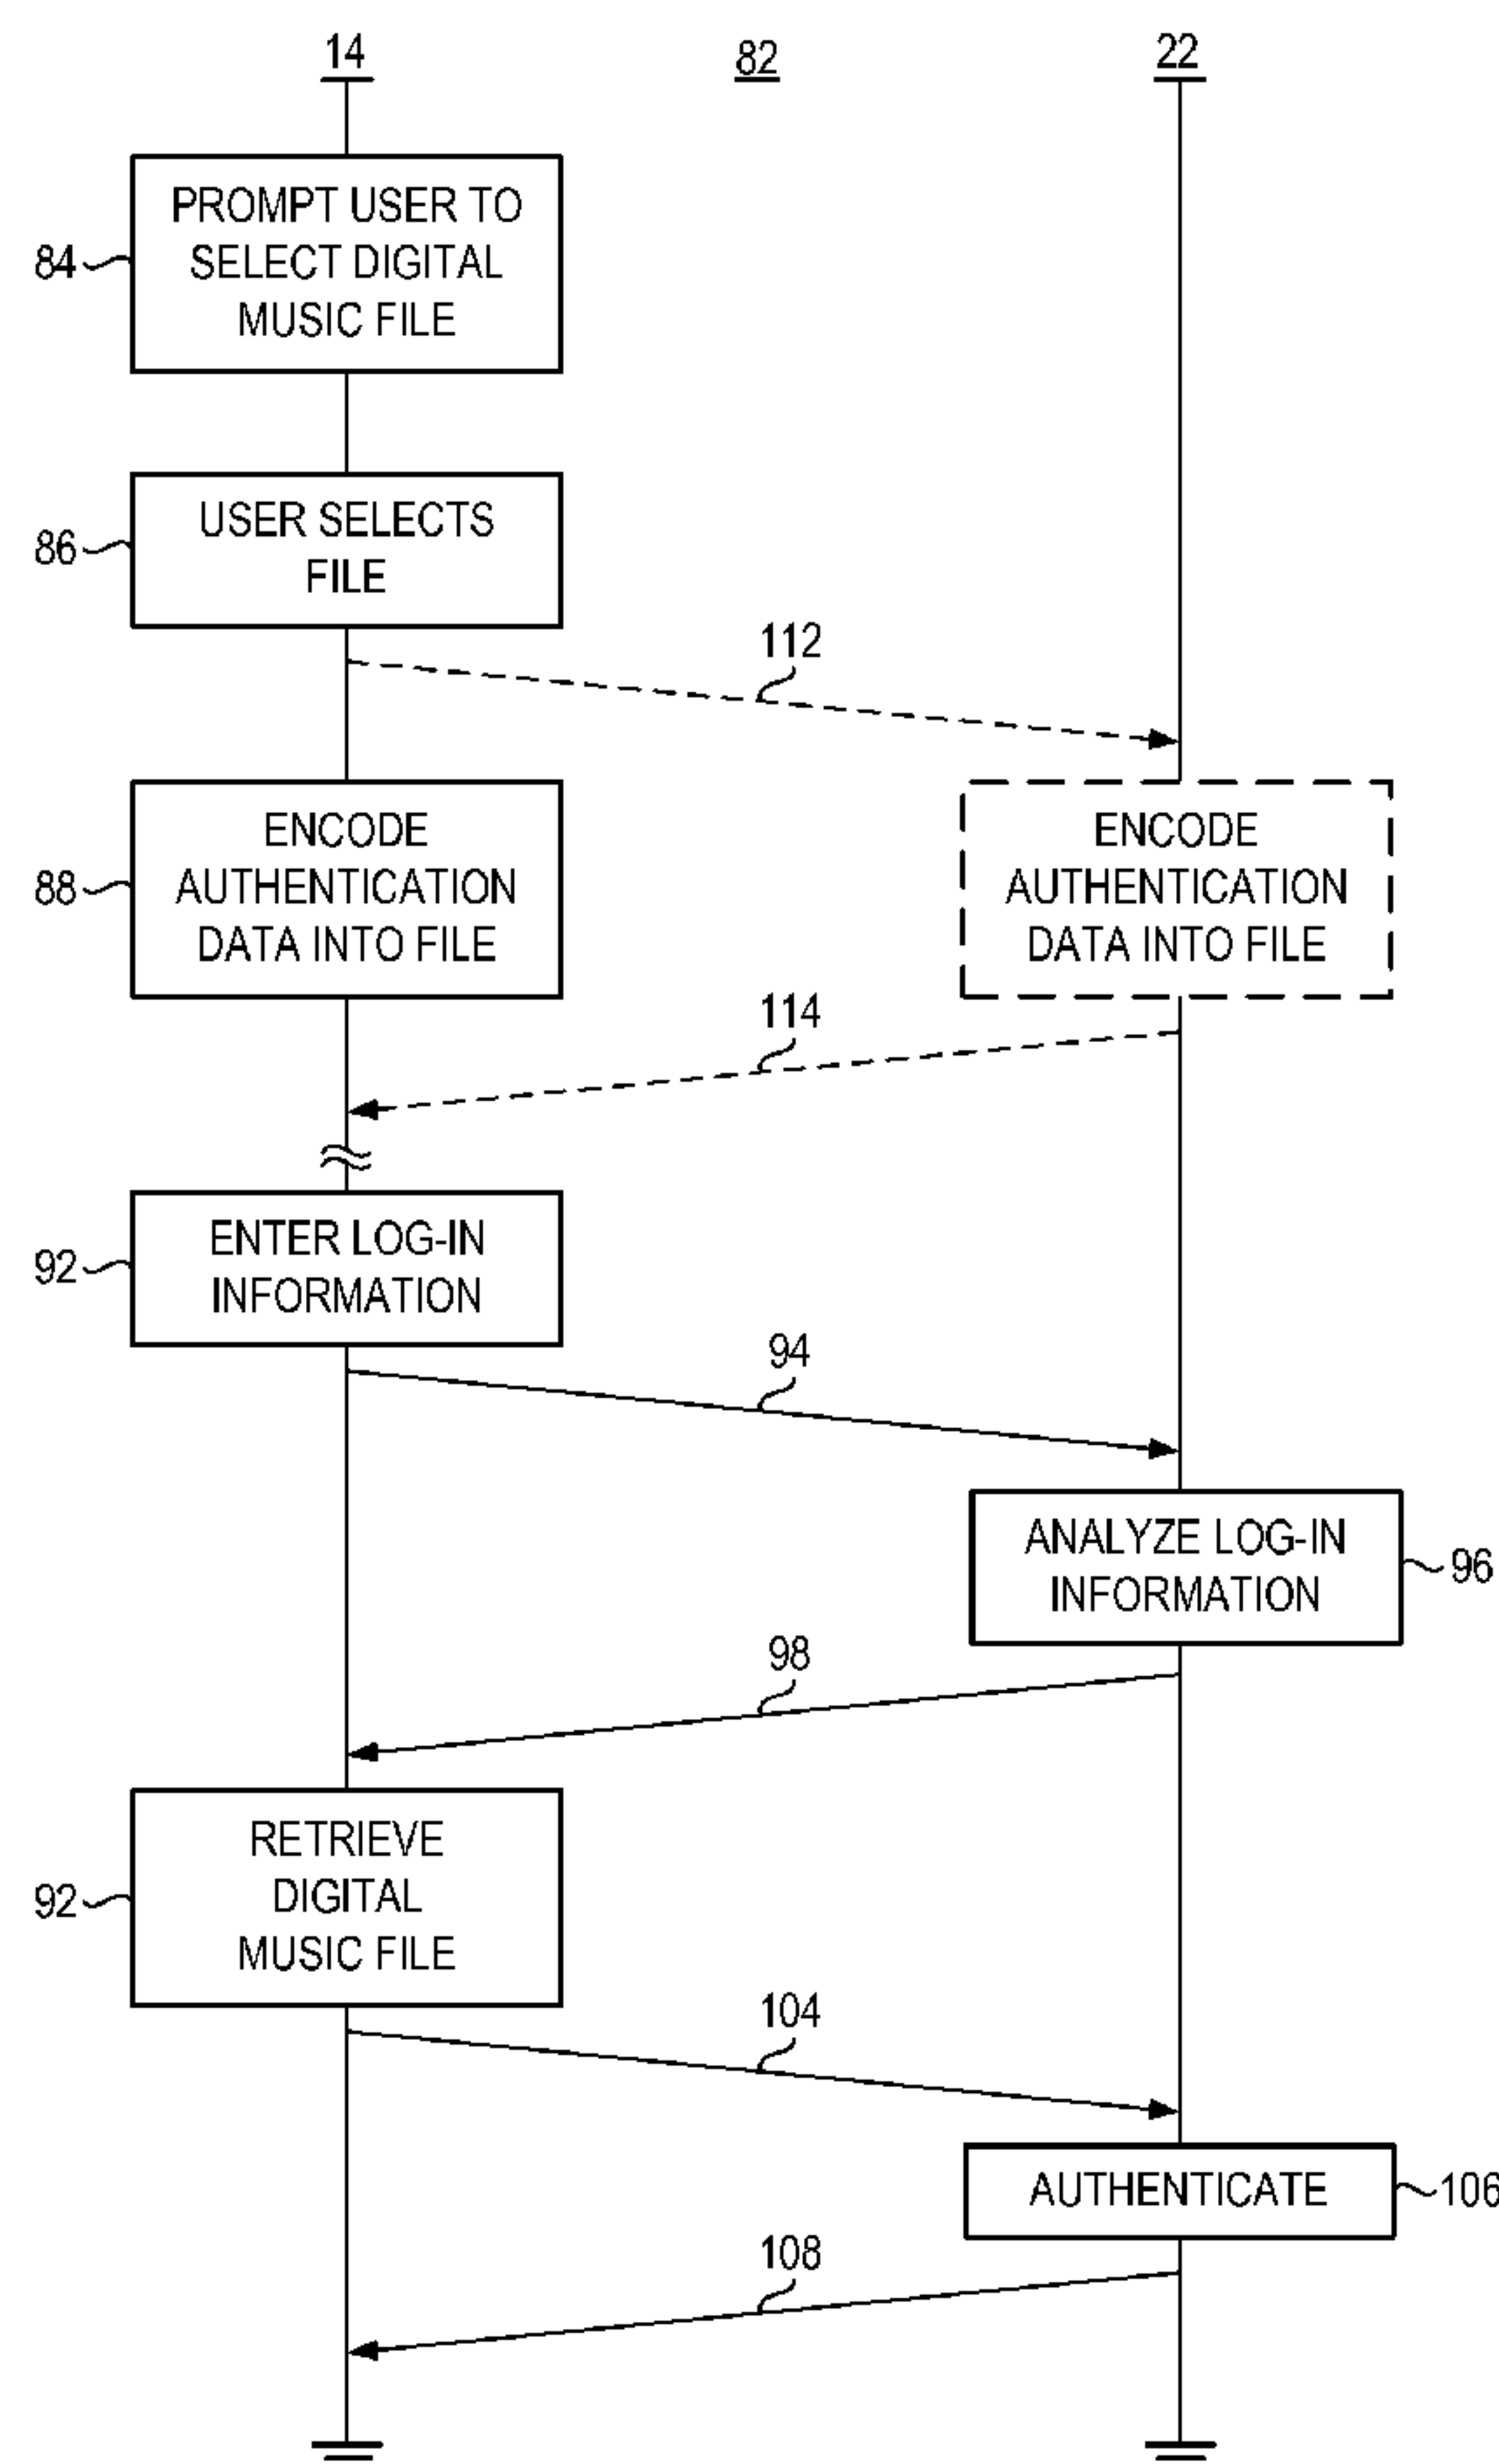 14
82
22
84
PROMPT USER TO
SELECT DIGITAL
MUSIC FILE
86
USER SELECTS
FILE
112
88
ENCODE
AUTHENTICATION
DATA INTO FILE
ENCODE
AUTHENTICATION
DATA INTO FILE
114
92
ENTER LOG-IN
INFORMATION
94
ANALYZE LOG-IN
INFORMATION
96
98
92
RETRIEVE
DIGITAL
MUSIC FILE
104
AUTHENTICATE
106
108